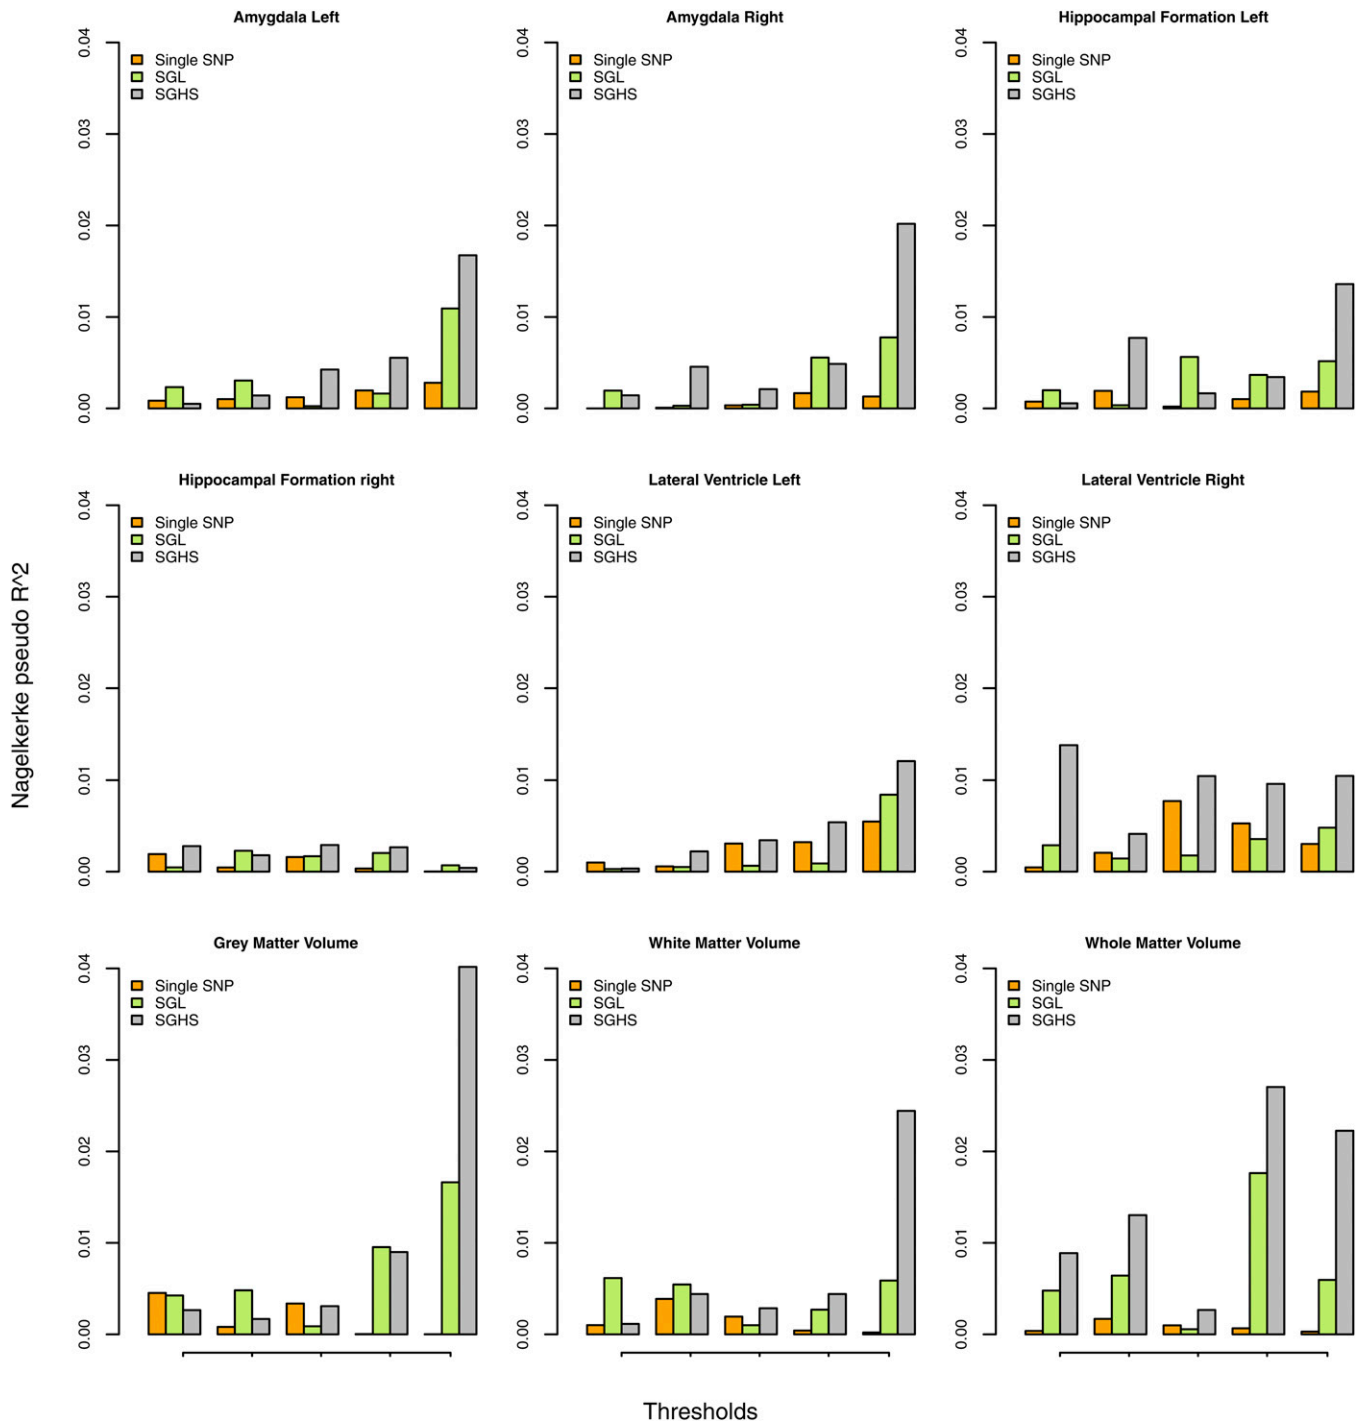 Amygdala Left
Single SNP
SGL
SGHS
0.00 0.01 0.02 0.03 0.04
Amygdala Right
Single SNP
SGL
SGHS
0.00 0.01 0.02 0.03 0.04
Hippocampal Formation Left
Single SNP
SGL
SGHS
0.00 0.01 0.02 0.03 0.04
Hippocampal Formation right
Single SNP
SGL
SGHS
0.00 0.01 0.02 0.03 0.04
Lateral Ventricle Left
Single SNP
SGL
SGHS
0.00 0.01 0.02 0.03 0.04
Lateral Ventricle Right
Single SNP
SGL
SGHS
0.00 0.01 0.02 0.03 0.04
Grey Matter Volume
Single SNP
SGL
SGHS
0.00 0.01 0.02 0.03 0.04
White Matter Volume
Single SNP
SGL
SGHS
0.00 0.01 0.02 0.03 0.04
Whole Matter Volume
Single SNP
SGL
SGHS
0.00 0.01 0.02 0.03 0.04
Nagelkerke pseudo R^2
Thresholds